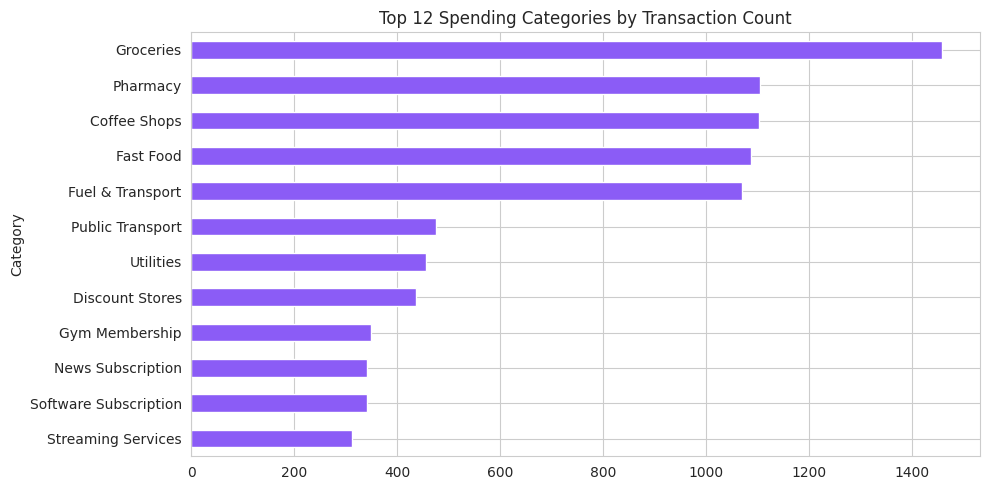 Top 12 Spending Categories by Transaction Count
Category
Groceries
Pharmacy
Coffee Shops
Fast Food
Fuel & Transport
Public Transport
Utilities
Discount Stores
Gym Membership
News Subscription
Software Subscription
Streaming Services
0 200 400 600 800 1000 1200 1400